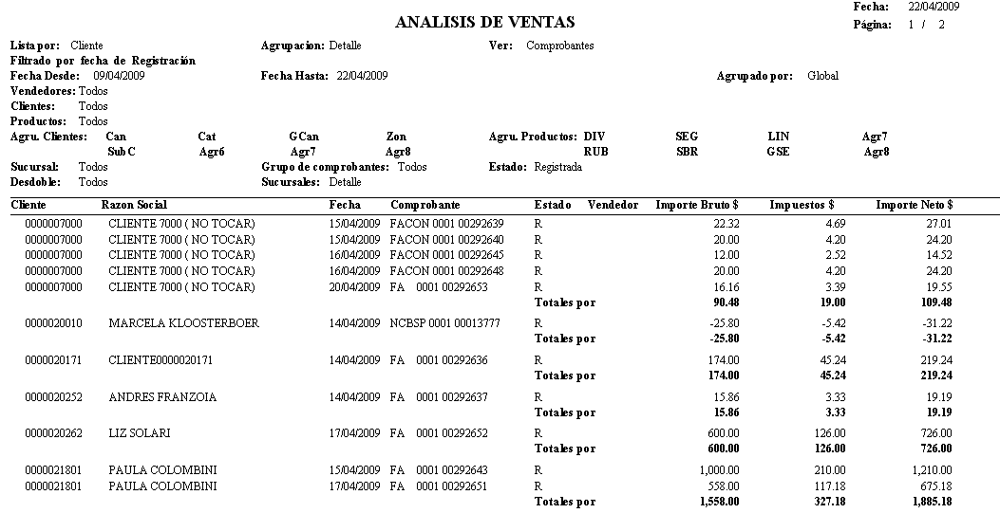 Fecha: 22/04/2009
ANALISIS DE VENTAS
Página: 1 / 2
Lista por: Cliente Agrupacion: Detalle Ver: Comprobantes
Filtrado por fecha de Registración
Fecha Desde: 09/04/2009 Fecha Hasta: 22/04/2009 Agrupado por: Global
Vendedores: Todos
Clientes: Todos
Productos: Todos
Agru. Clientes: Can Cat GCan Zon Agru. Productos: DIV SEG LIN Agr7
SubC Agr6 Agr7 Agr8 RUB SBR GSE Agr8
Sucursal: Todos Grupo de comprobantes: Todos Estado: Registrada
Desdoble: Todos Sucursales: Detalle
Cliente Razon Social Fecha Comprobante Estado Vendedor Importe Bruto $ Impuestos $ Importe Neto $
0000007000 CLIENTE 7000 ( NO TOCAR) 15/04/2009 FACON 0001 00292639 R 22.32 4.69 27.01
0000007000 CLIENTE 7000 ( NO TOCAR) 15/04/2009 FACON 0001 00292640 R 20.00 4.20 24.20
0000007000 CLIENTE 7000 ( NO TOCAR) 16/04/2009 FACON 0001 00292645 R 12.00 2.52 14.52
0000007000 CLIENTE 7000 ( NO TOCAR) 16/04/2009 FACON 0001 00292648 R 20.00 4.20 24.20
0000007000 CLIENTE 7000 ( NO TOCAR) 20/04/2009 FA 0001 00292653 R 16.16 3.39 19.55
Totales por 90.48 19.00 109.48
0000020010 MARCELA KLOOSTERBOER 14/04/2009 NCBSP 0001 00013777 R -25.80 -5.42 -31.22
Totales por -25.80 -5.42 -31.22
0000020171 CLIENTE0000020171 14/04/2009 FA 0001 00292636 R 174.00 45.24 219.24
Totales por 174.00 45.24 219.24
0000020252 ANDRES FRANZOIA 14/04/2009 FA 0001 00292637 R 15.86 3.33 19.19
Totales por 15.86 3.33 19.19
0000020262 LIZ SOLARI 17/04/2009 FA 0001 00292652 R 600.00 126.00 726.00
Totales por 600.00 126.00 726.00
0000021801 PAULA COLOMBINI 15/04/2009 FA 0001 00292643 R 1,000.00 210.00 1,210.00
0000021801 PAULA COLOMBINI 17/04/2009 FA 0001 00292651 R 558.00 117.18 675.18
Totales por 1,558.00 327.18 1,885.18